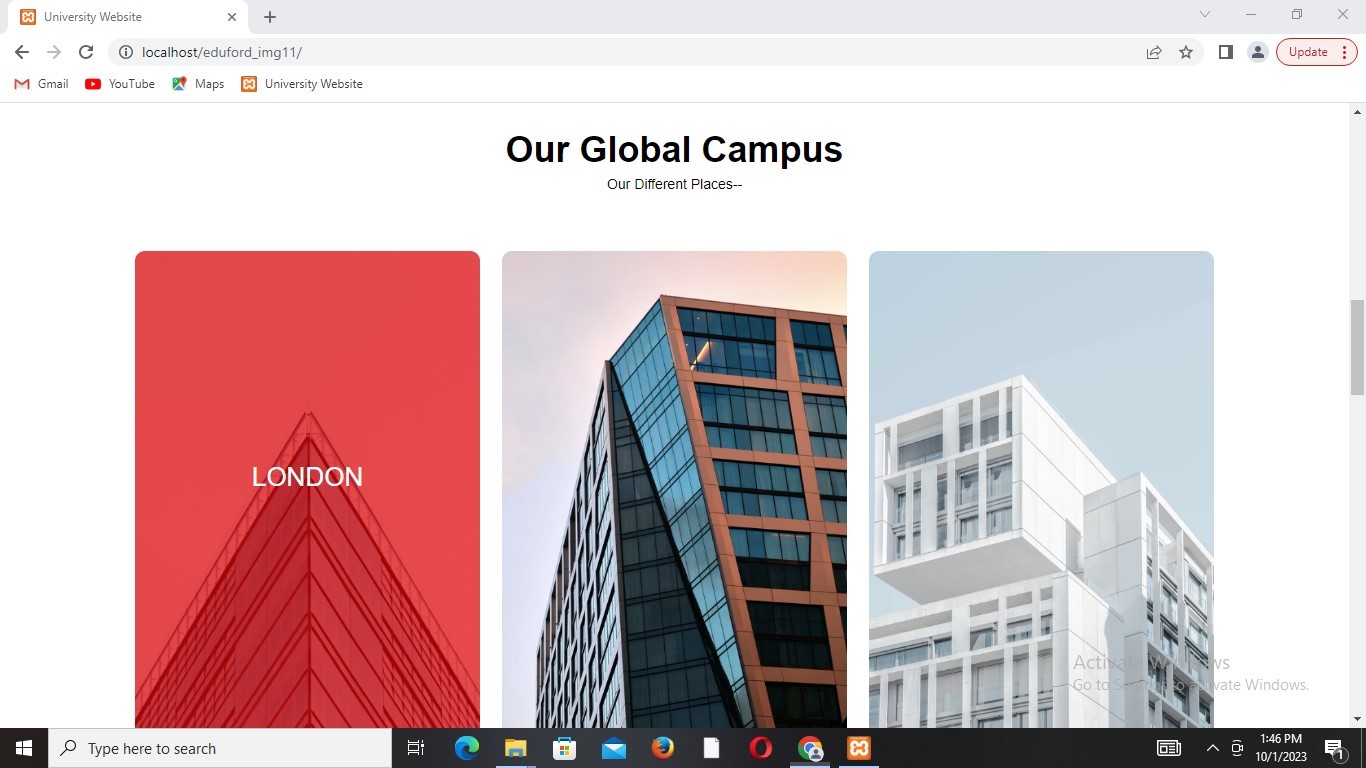 University Website
localhost/eduford_img11/
Update
Gmail
YouTube
Maps
University Website
Our Global Campus
Our Different Places--
LONDON
Activate Windows
Go to Settings to activate Windows.
Type here to search
1:46 PM
10/1/2023
1